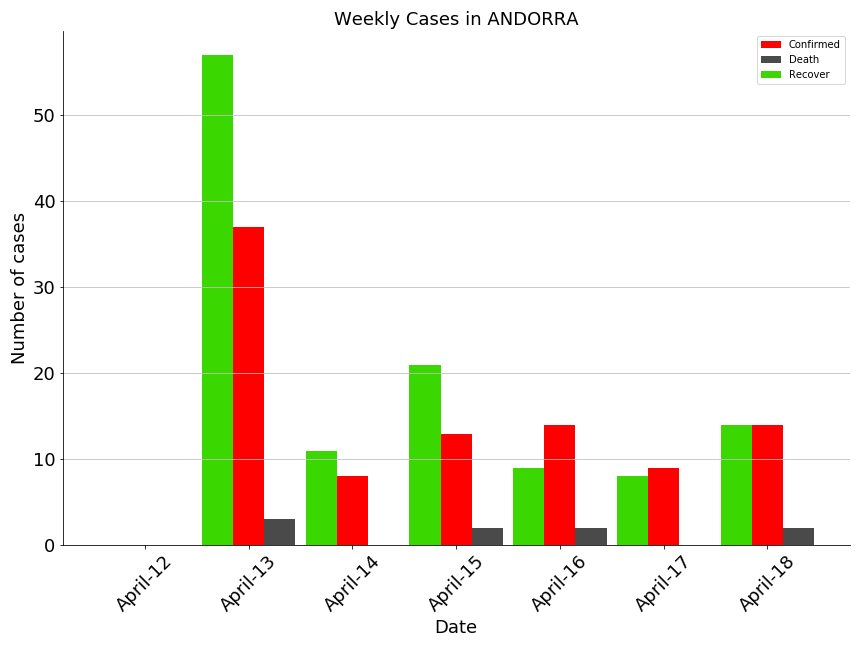 Weekly Cases in ANDORRA
Confirmed
Death
Recover
Number of cases
50
40
30
20
10
0
April-12
April-13
April-14
April-15
April-16
April-17
April-18
Date